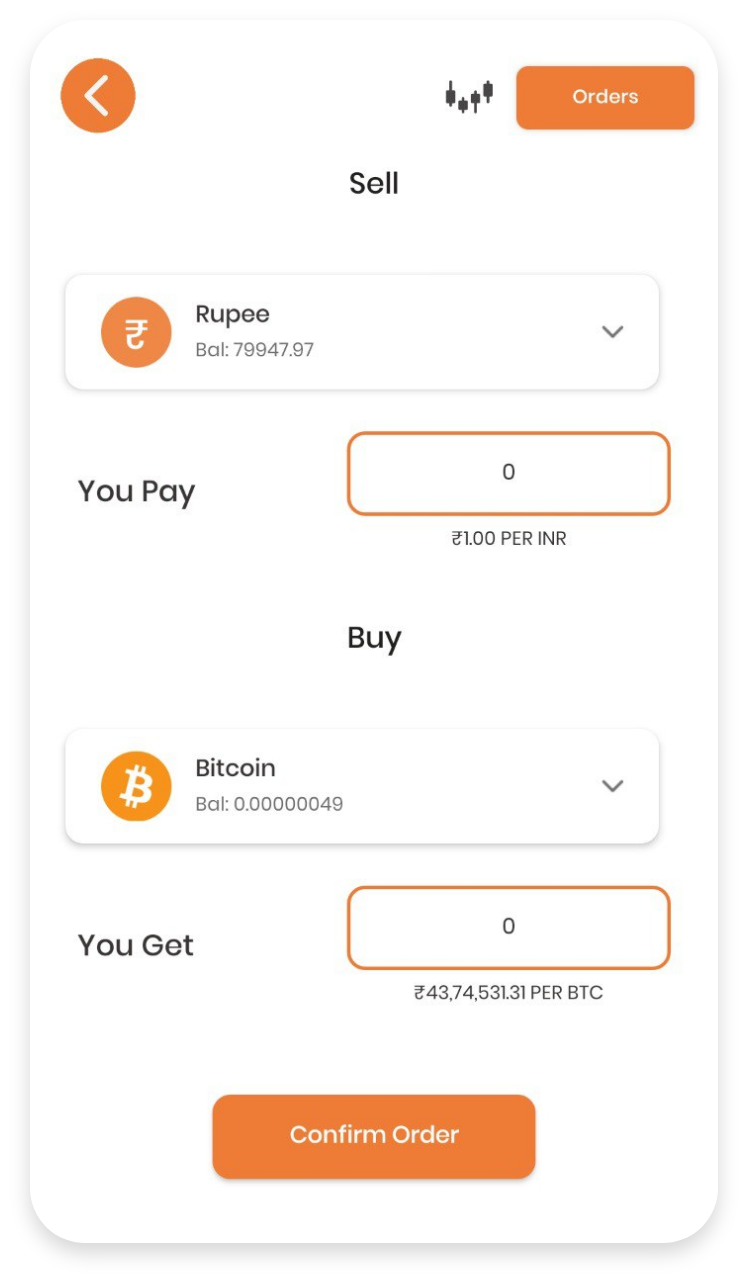 Orders
Sell
₹
Rupee
Bal: 79947.97
You Pay
0
₹1.00 PER INR
Buy
₿
Bitcoin
Bal: 0.00000049
You Get
0
₹43,74,531.31 PER BTC
Confirm Order